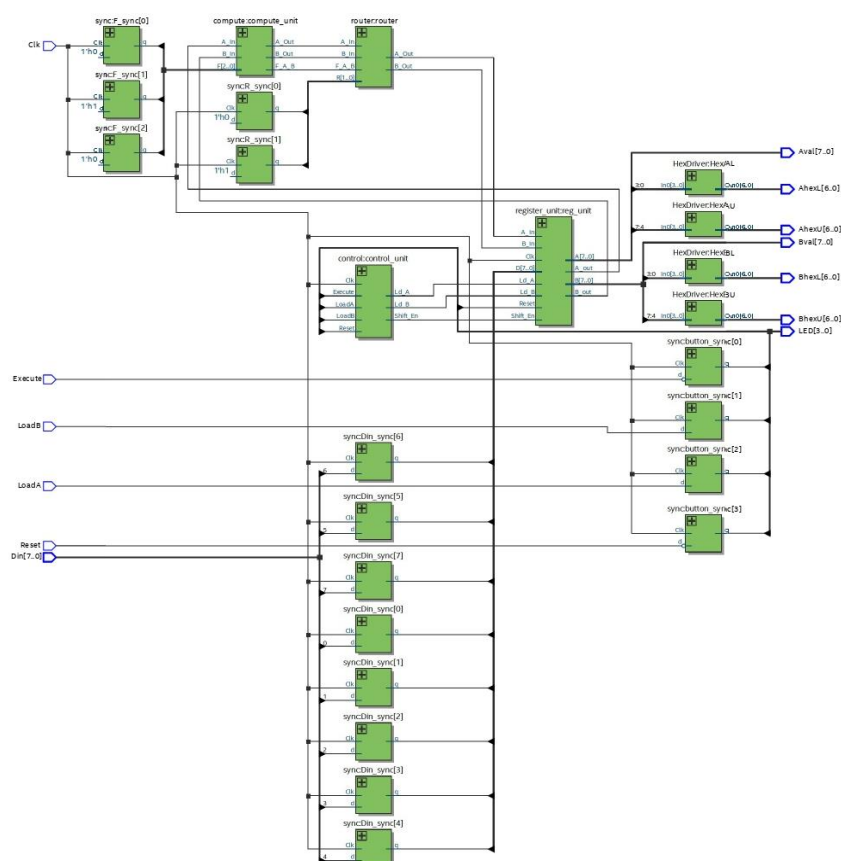 sync:F_sync[0]
Clk
1'h0
d
q
sync:F_sync[1]
Clk
1'h1
d
q
sync:F_sync[2]
Clk
1'h0
d
q
Clk
compute:compute_unit
A_In
B_In
F[2..0]
A_Out
B_Out
F_A_B
router:router
A_In
B_In
F_A_B
R[1..0]
A_Out
B_Out
sync:R_sync[0]
Clk
1'h0
d
q
sync:R_sync[1]
Clk
1'h1
d
q
Aval[7..0]
HexDriver:HexAL
3:0
In0[3..0]
Out0[6..0]
AhexL[6..0]
HexDriver:HexAU
7:4
In0[3..0]
Out0[6..0]
AhexU[6..0]
Bval[7..0]
HexDriver:HexBL
3:0
In0[3..0]
Out0[6..0]
BhexL[6..0]
HexDriver:HexBU
7:4
In0[3..0]
Out0[6..0]
BhexU[6..0]
LED[3..0]
register_unit:reg_unit
A_In
B_In
Clk
D[7..0]
Ld_A
Ld_B
Reset
Shift_En
A[7..0]
A_out
B[7..0]
B_out
control:control_unit
Clk
Execute
LoadA
LoadB
Reset
Ld_A
Ld_B
Shift_En
sync:button_sync[0]
Clk
d
q
sync:button_sync[1]
Clk
d
q
sync:button_sync[2]
Clk
d
q
sync:button_sync[3]
Clk
d
q
Execute
LoadB
LoadA
Reset
Din[7..0]
sync:Din_sync[6]
Clk
6
d
q
sync:Din_sync[5]
Clk
5
d
q
sync:Din_sync[7]
Clk
7
d
q
sync:Din_sync[0]
Clk
0
d
q
sync:Din_sync[1]
Clk
1
d
q
sync:Din_sync[2]
Clk
2
d
q
sync:Din_sync[3]
Clk
3
d
q
sync:Din_sync[4]
Clk
4
d
q